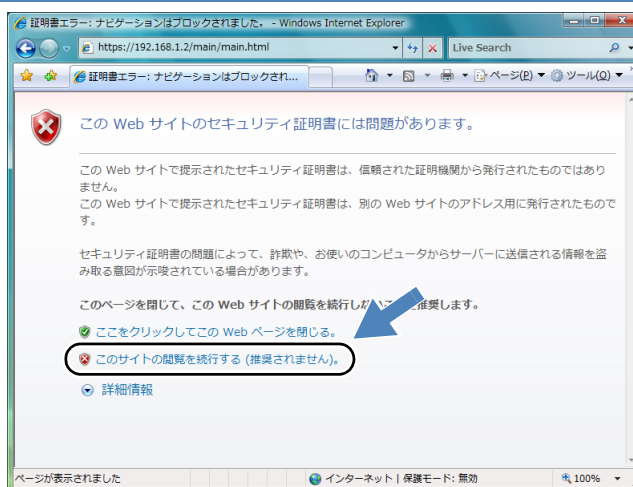 証明書エラー: ナビゲーションはブロックされました。 - Windows Internet Explorer
https://192.168.1.2/main/main.html
Live Search
証明書エラー: ナビゲーションはブロックされ...
ページ(P)
ツール(O)
この Web サイトのセキュリティ証明書には問題があります。
この Web サイトで提示されたセキュリティ証明書は、信頼された証明機関から発行されたものではあり
ません。
この Web サイトで提示されたセキュリティ証明書は、別の Web サイトのアドレス用に発行されたもので
す。
セキュリティ証明書の問題によって、詐欺や、お使いのコンピュータからサーバーに送信される情報を盗
み取る意図が示唆されている場合があります。
このページを閉じて、この Web サイトの閲覧を続行し 推奨します。
ここをクリックしてこの Web ページを閉じる。
このサイトの閲覧を続行する (推奨されません)。
詳細情報
ページが表示されました
インターネット | 保護モード: 無効
100%